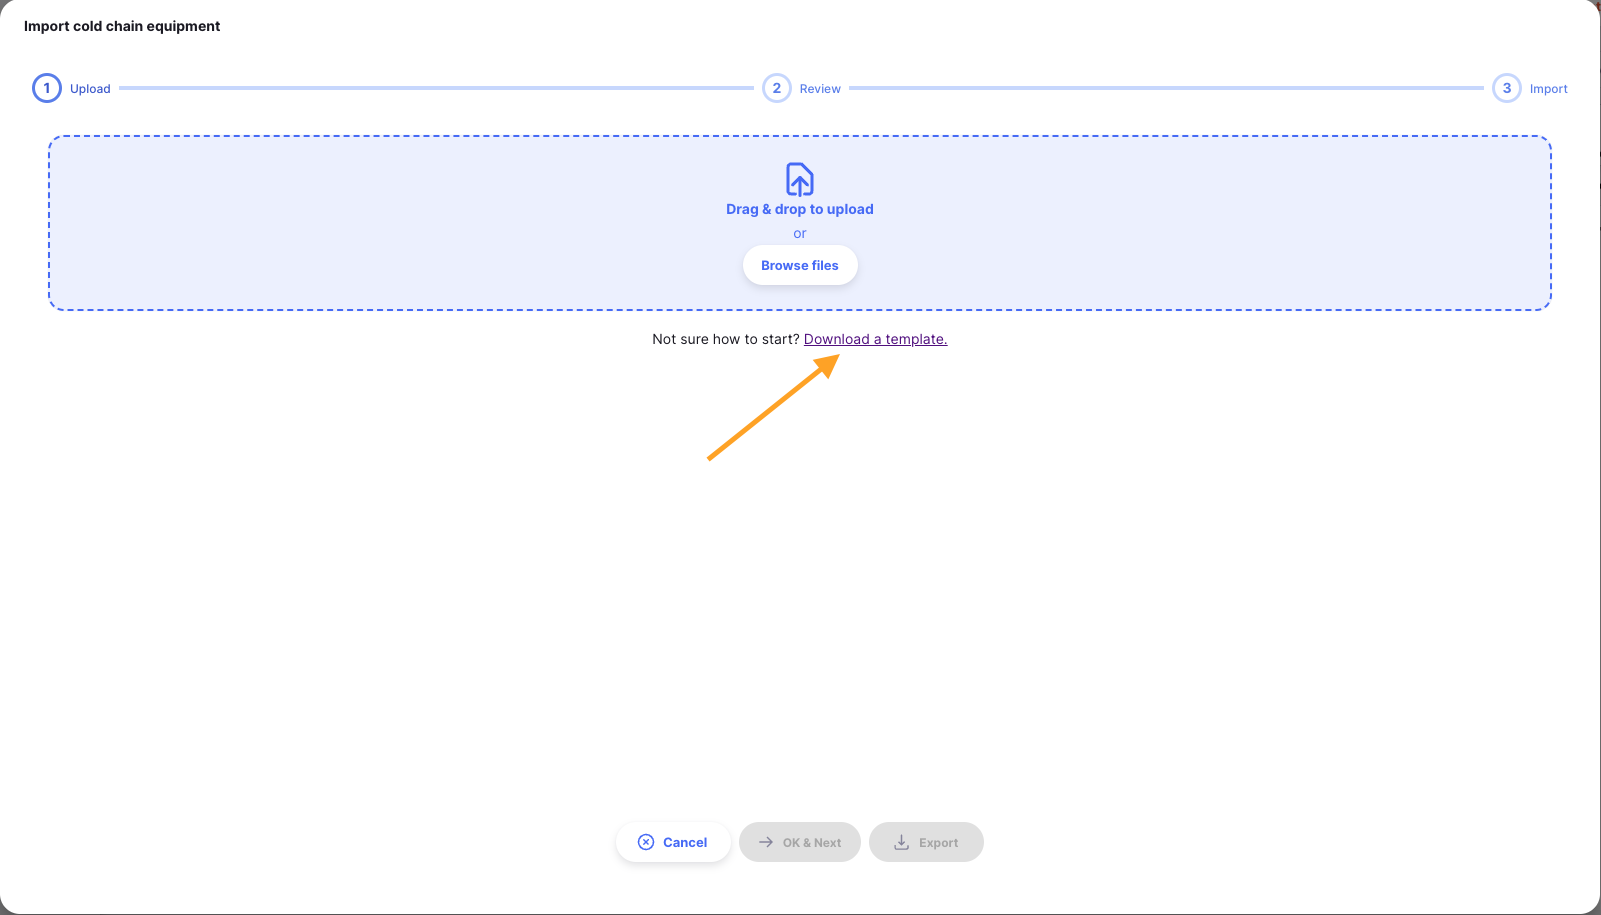 Import cold chain equipment
1 Upload 2 Review 3 Import
Drag & drop to upload
or
Browse files
Not sure how to start? Download a template.
Cancel OK & Next Export